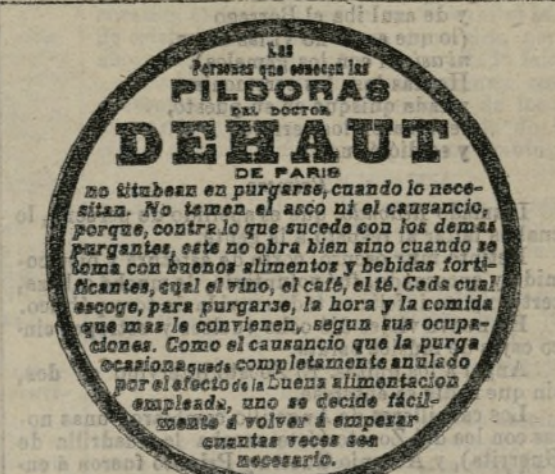 Las
Personas que conocen las
PILDORAS
DEL DOCTOR
DEHAUT
DE PARIS
no titubean en purgarse, cuando lo nece-
sitan. No temen el asco ni el causancio,
porque, contra lo que sucede con los demas
purgantes, este no obra bien sino cuando se
toma con buenos alimentos y bebidas forti-
ficantes, cual el vino, el café, el té. Cada cual
escoge, para purgarse, la hora y la comida
que mas le convienen, segun sus ocupa-
ciones. Como el causancio que la purga
ocasiona queda completamente anulado
por el efecto de la buena alimentacion
empleada, uno se decide fácil-
mente á volver á empezar
cuantas veces sea
necesario.